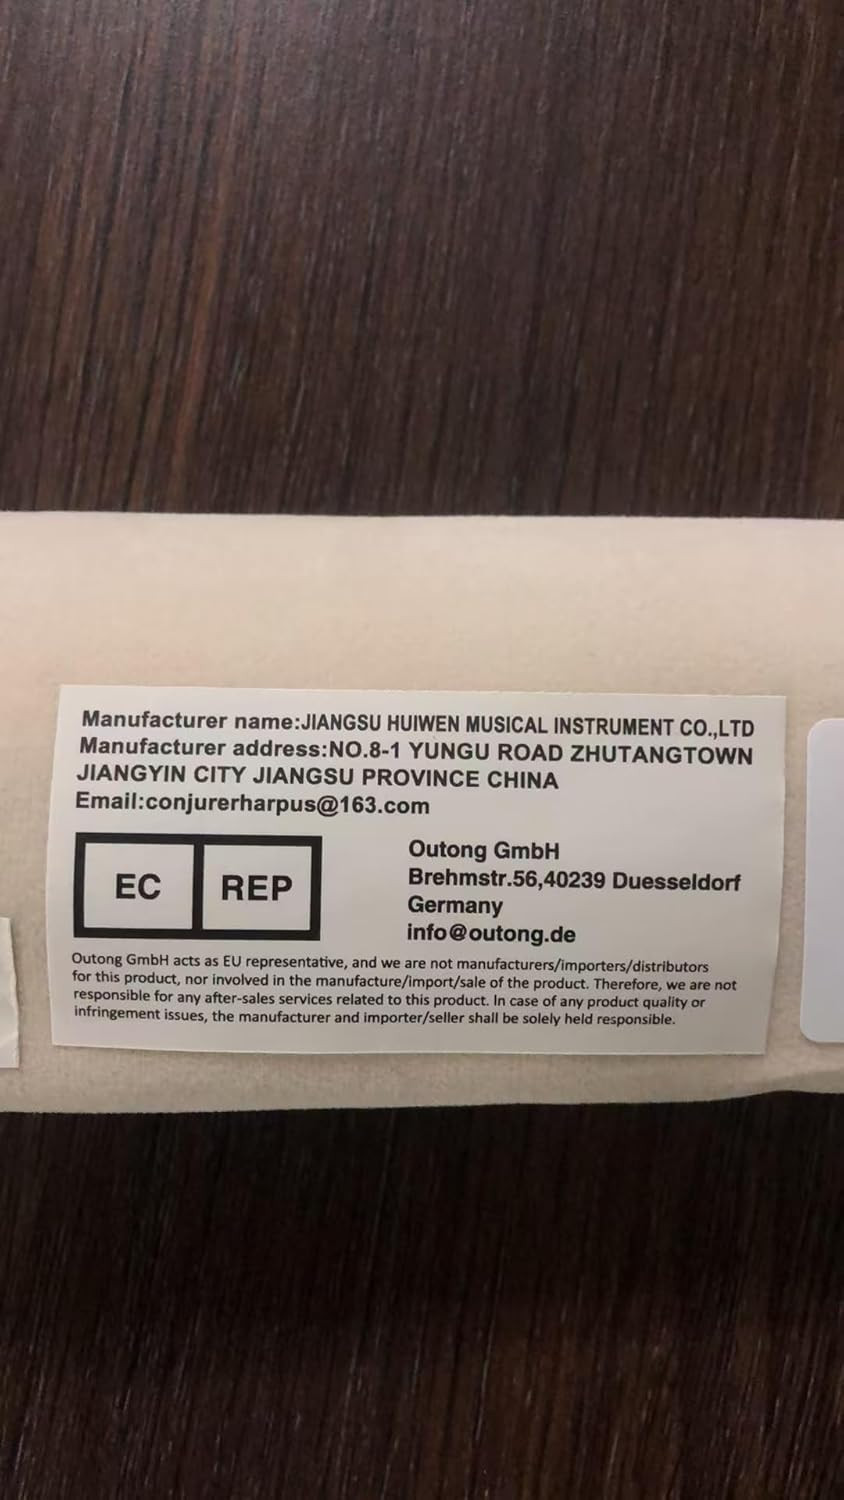 Manufacturer name:JIANGSU HUIWEN MUSICAL INSTRUMENT CO.,LTD
Manufacturer address:NO.8-1 YUNGU ROAD ZHUTANGTOWN
JIANGYIN CITY JIANGSU PROVINCE CHINA
Email:conjurerharpus@163.com
EC REP
Outong GmbH
Brehmstr.56,40239 Duesseldorf
Germany
info@outong.de
Outong GmbH acts as EU representative, and we are not manufacturers/importers/distributors
for this product, nor involved in the manufacture/import/sale of the product. Therefore, we are not
responsible for any after-sales services related to this product. In case of any product quality or
infringement issues, the manufacturer and importer/seller shall be solely held responsible.